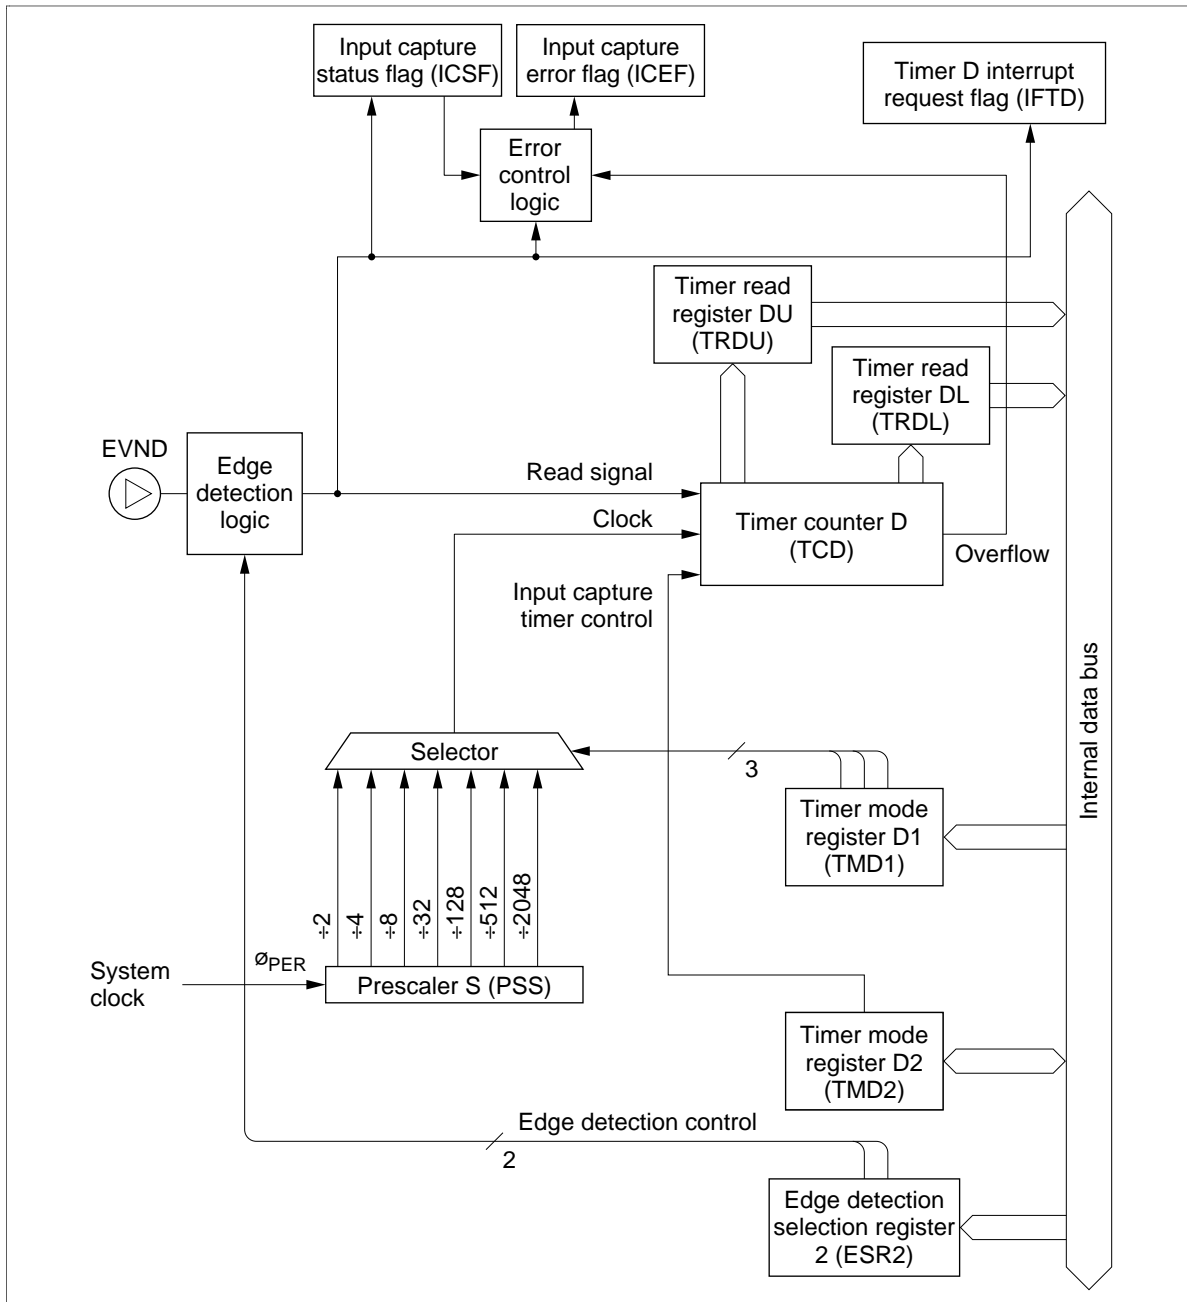 Input capture
status flag (ICSF)
Input capture
error flag (ICEF)
Timer D interrupt
request flag (IFTD)
Error
control
logic
Timer read
register DU
(TRDU)
Timer read
register DL
(TRDL)
EVND
Edge
detection
logic
Read signal
Clock
Timer counter D
(TCD)
Overflow
Input capture
timer control
Internal data bus
Selector
3
Timer mode
register D1
(TMD1)
÷2
÷4
÷8
÷32
÷128
÷512
÷2048
System
clock
øPER
Prescaler S (PSS)
Timer mode
register D2
(TMD2)
Edge detection control
2
Edge detection
selection register
2 (ESR2)